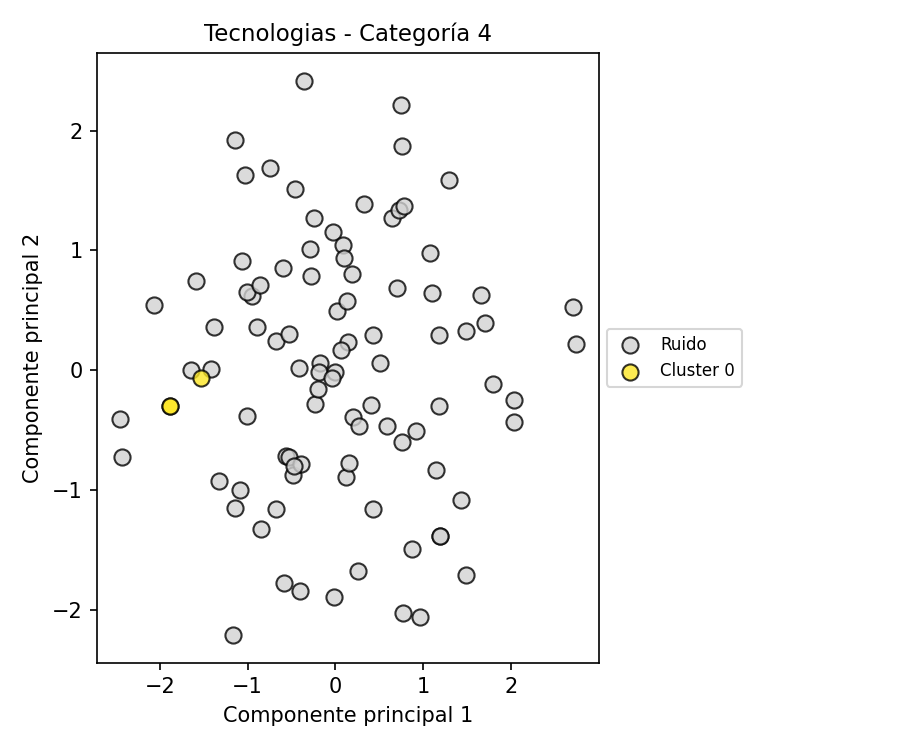 Tecnologias - Categoría 4
Componente principal 2
2
1
0
−1
−2
−2
−1
0
1
2
Componente principal 1
Ruido
Cluster 0